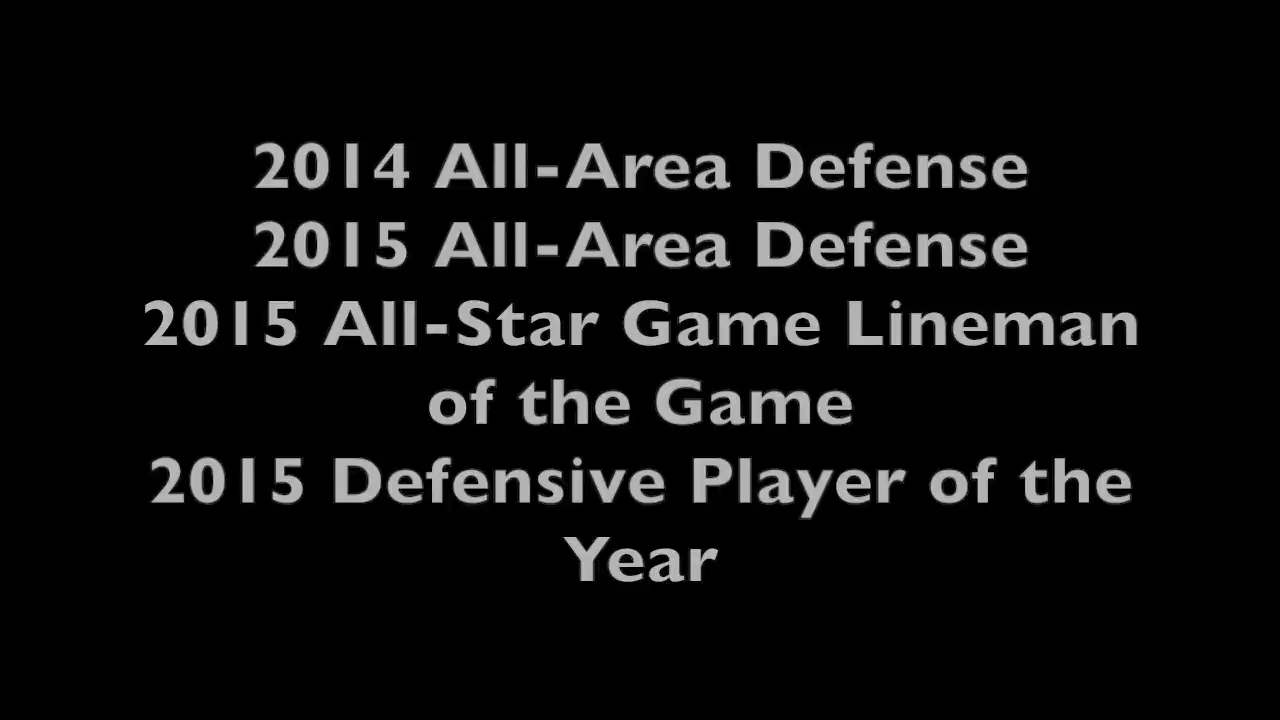 2014 All-Area Defense
2015 All-Area Defense
2015 All-Star Game Lineman
of the Game
2015 Defensive Player of the
Year